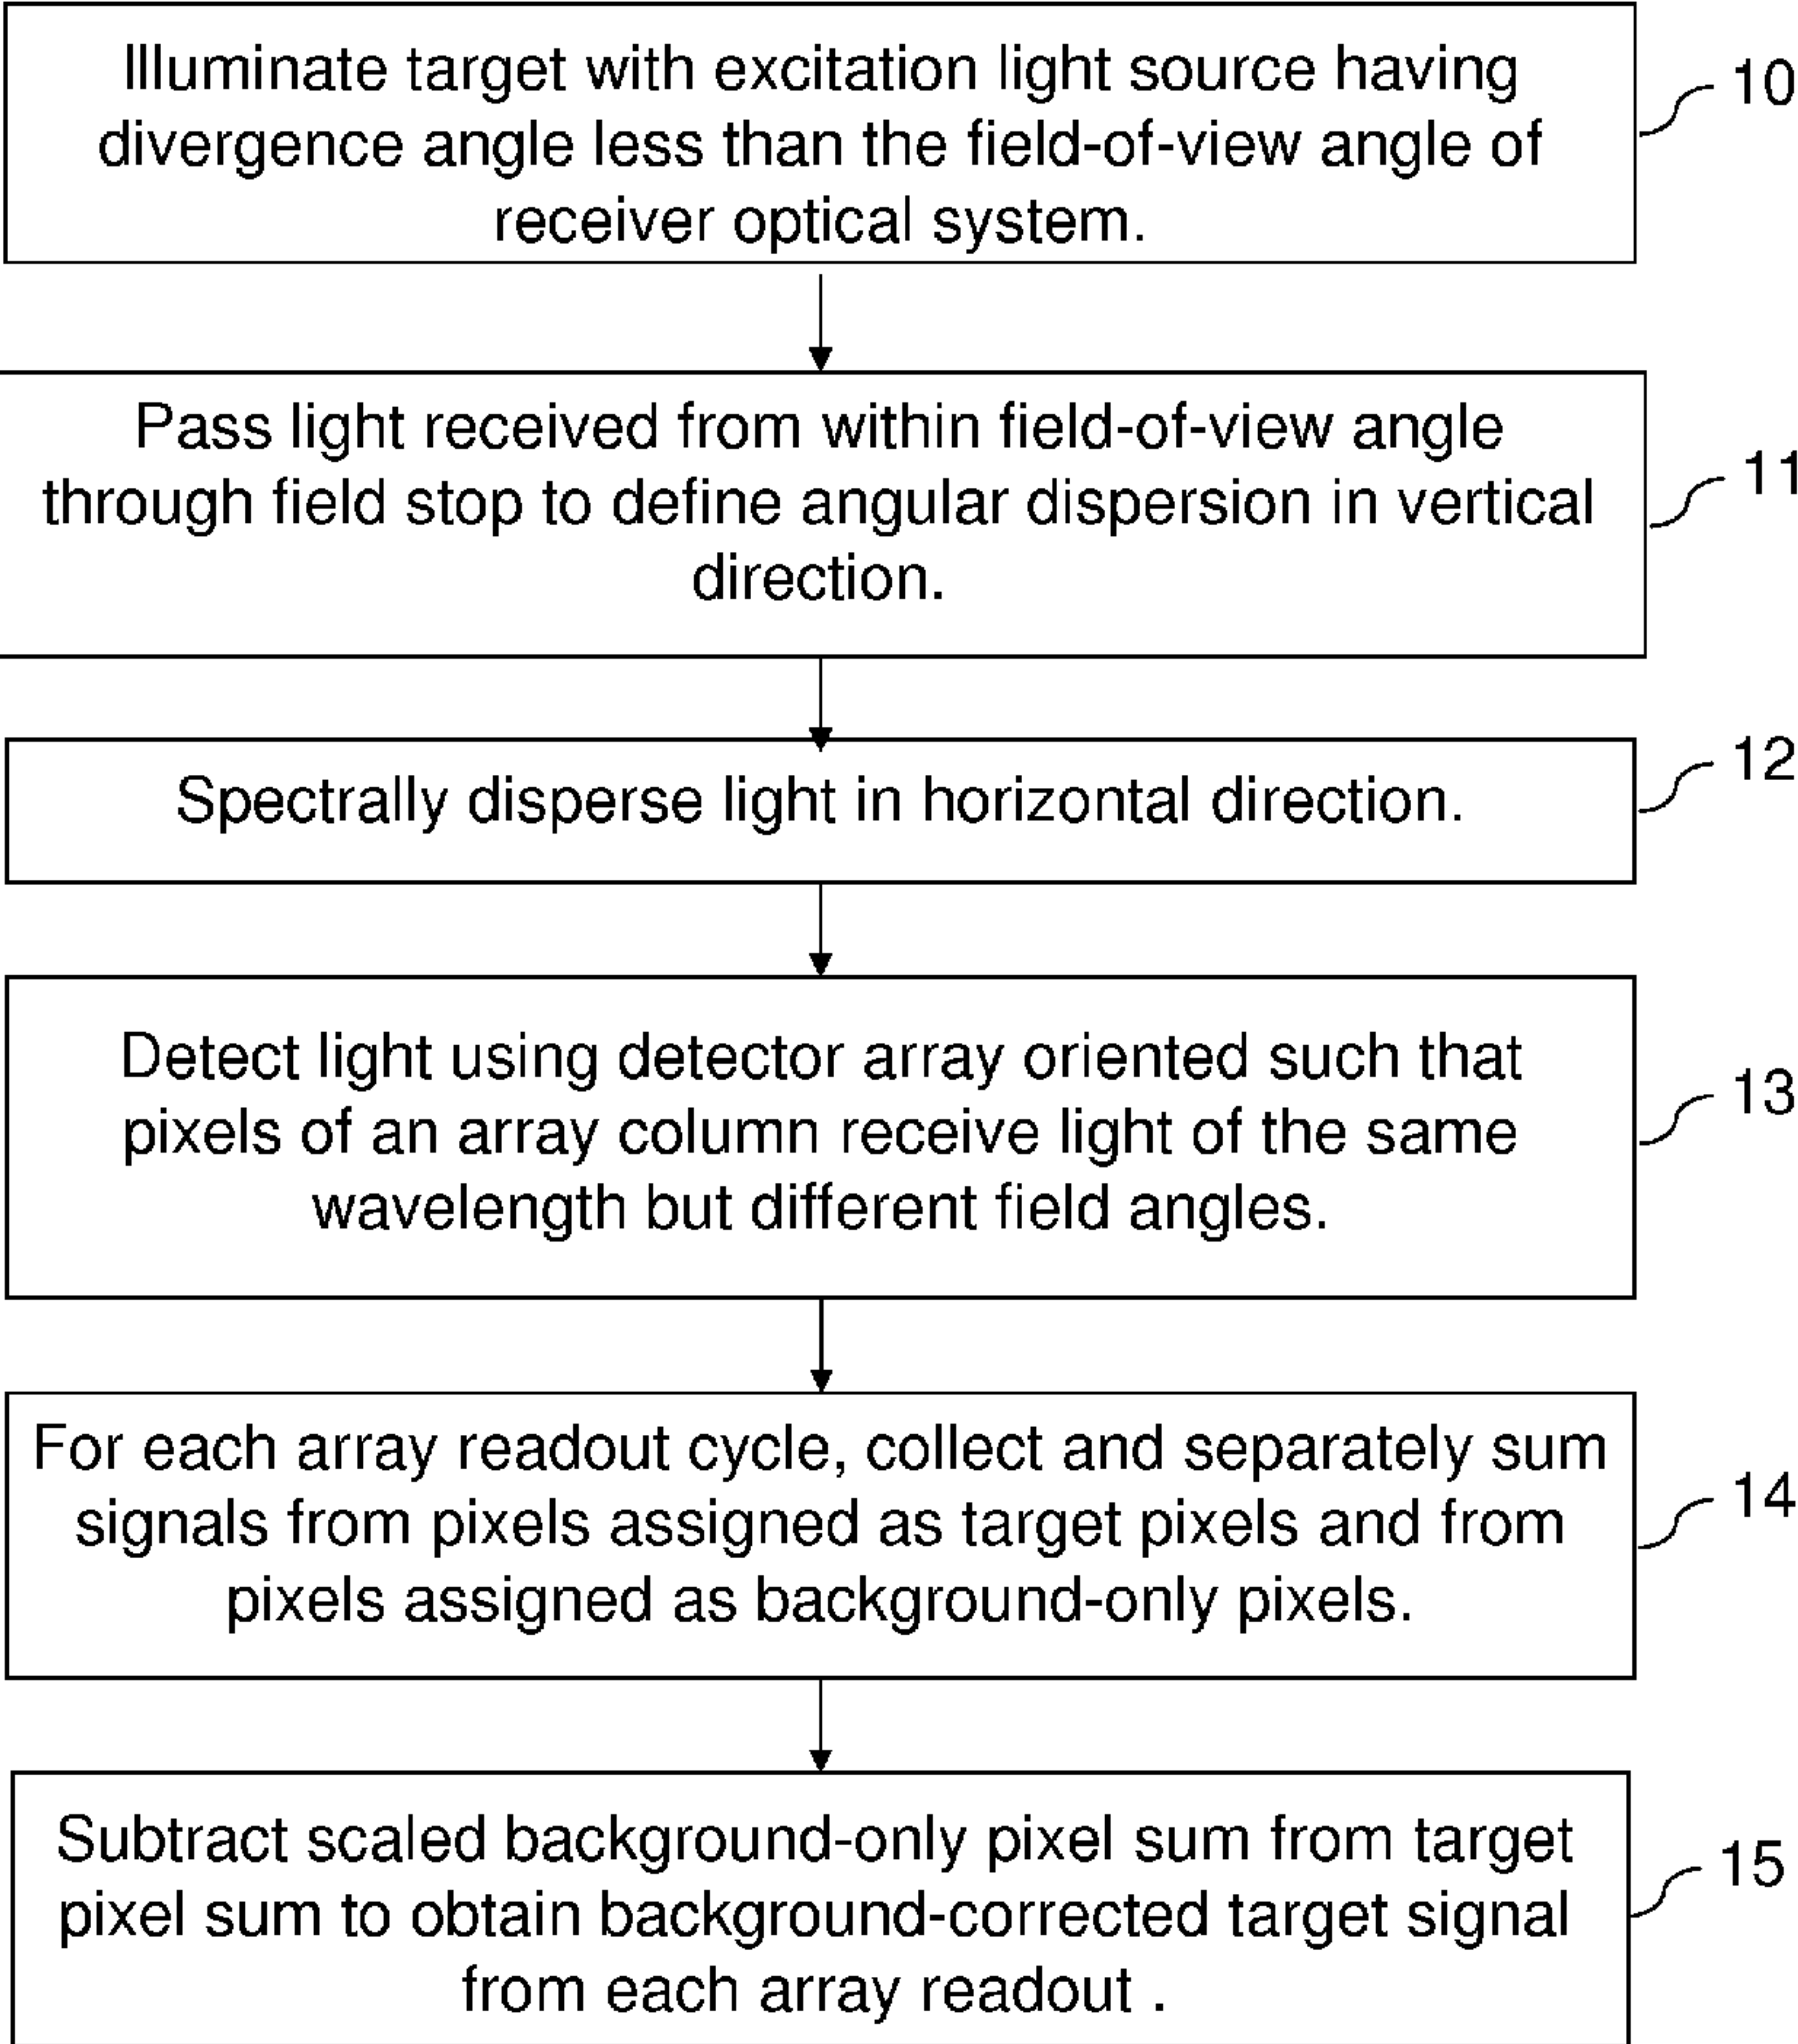 Illuminate target with excitation light source having
divergence angle less than the field-of-view angle of
receiver optical system.
10
Pass light received from within field-of-view angle
through field stop to define angular dispersion in vertical
direction.
11
Spectrally disperse light in horizontal direction.
12
Detect light using detector array oriented such that
pixels of an array column receive light of the same
wavelength but different field angles.
13
For each array readout cycle, collect and separately sum
signals from pixels assigned as target pixels and from
pixels assigned as background-only pixels.
14
Subtract scaled background-only pixel sum from target
pixel sum to obtain background-corrected target signal
from each array readout .
15